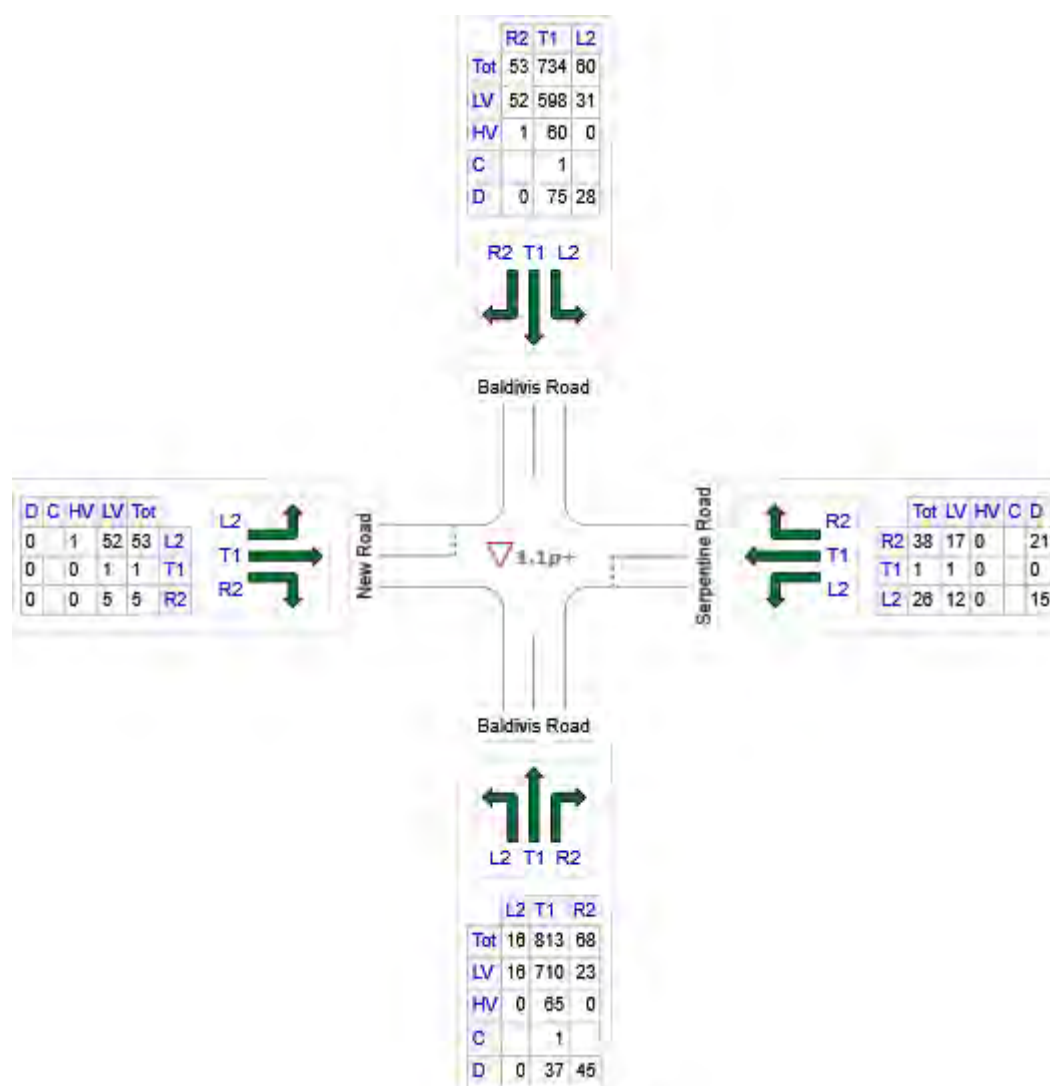 R2 T1 L2
Tot 53 734 60
LV 52 598 31
HV 1 60 0
C 1
D 0 75 28
R2 T1 L2
Baldivis Road
D C HV LV Tot
0 1 52 53 L2
0 0 1 1 T1
0 0 5 5 R2
L2
T1
R2
New Road
3.1p+
Serpentine Road
R2
T1
L2
Tot LV HV C D
R2 38 17 0 21
T1 1 1 0 0
L2 26 12 0 15
Baldivis Road
L2 T1 R2
L2 T1 R2
Tot 16 813 68
LV 16 710 23
HV 0 65 0
C 1
D 0 37 45